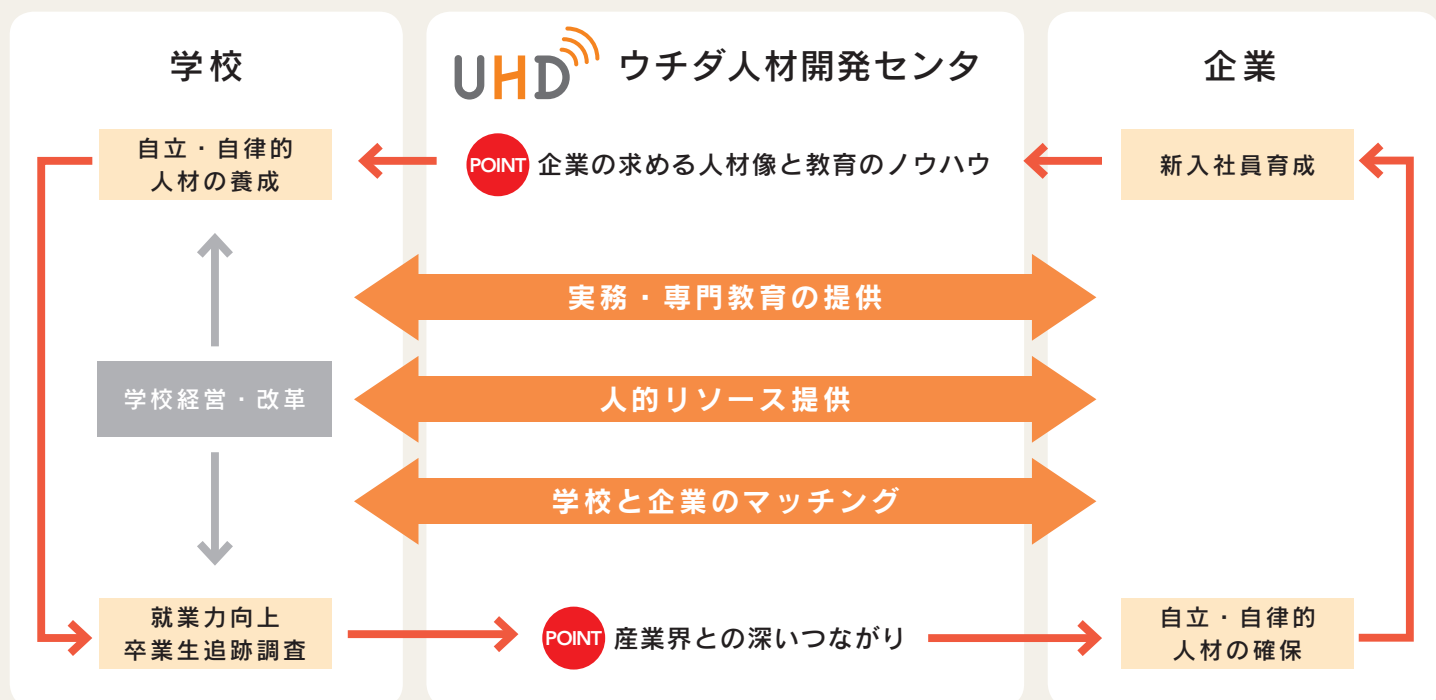 学校
UHD ウチダ人材開発センタ
企業
自立・自律的
人材の養成
POINT 企業の求める人材像と教育のノウハウ
新入社員育成
実務・専門教育の提供
学校経営・改革
人的リソース提供
学校と企業のマッチング
就業力向上
卒業生追跡調査
POINT 産業界との深いつながり
自立・自律的
人材の確保